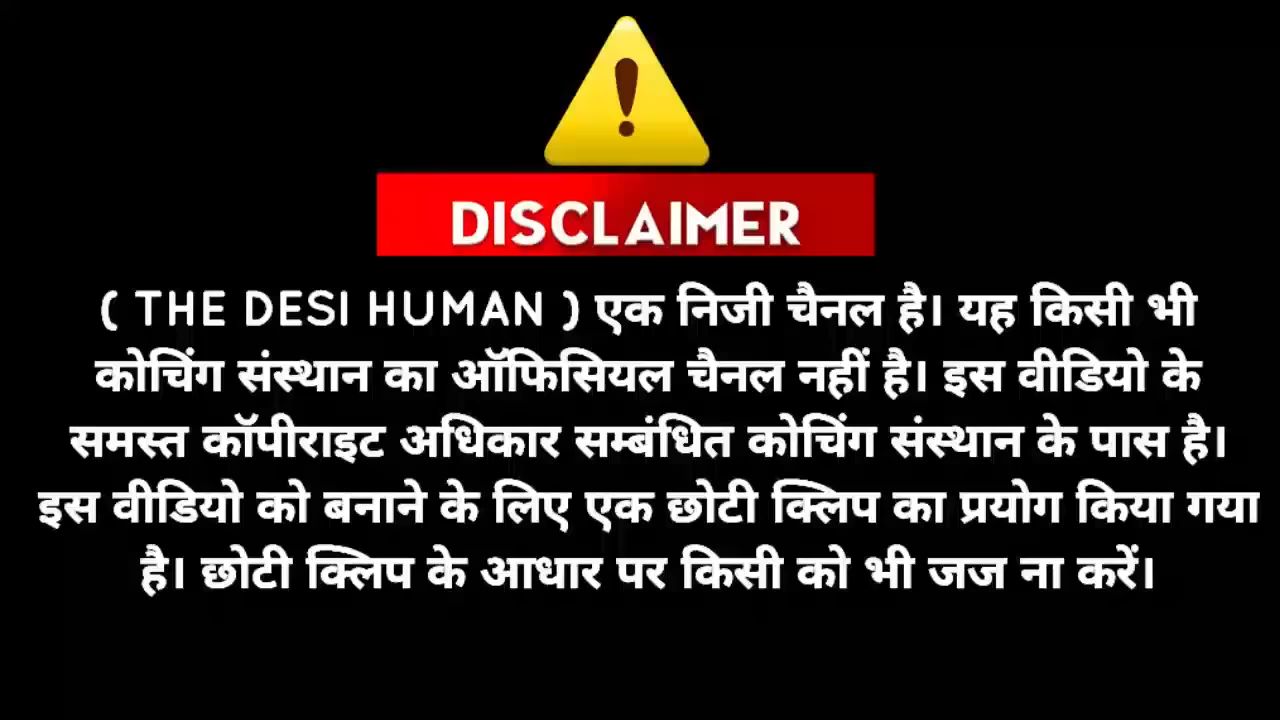 DISCLAIMER
( THE DESI HUMAN ) एक निजी चैनल है। यह किसी भी
कोचिंग संस्थान का ऑफिसियल चैनल नहीं है। इस वीडियो के
समस्त कॉपीराइट अधिकार सम्बंधित कोचिंग संस्थान के पास है।
इस वीडियो को बनाने के लिए एक छोटी क्लिप का प्रयोग किया गया
है। छोटी क्लिप के आधार पर किसी को भी जज ना करें।